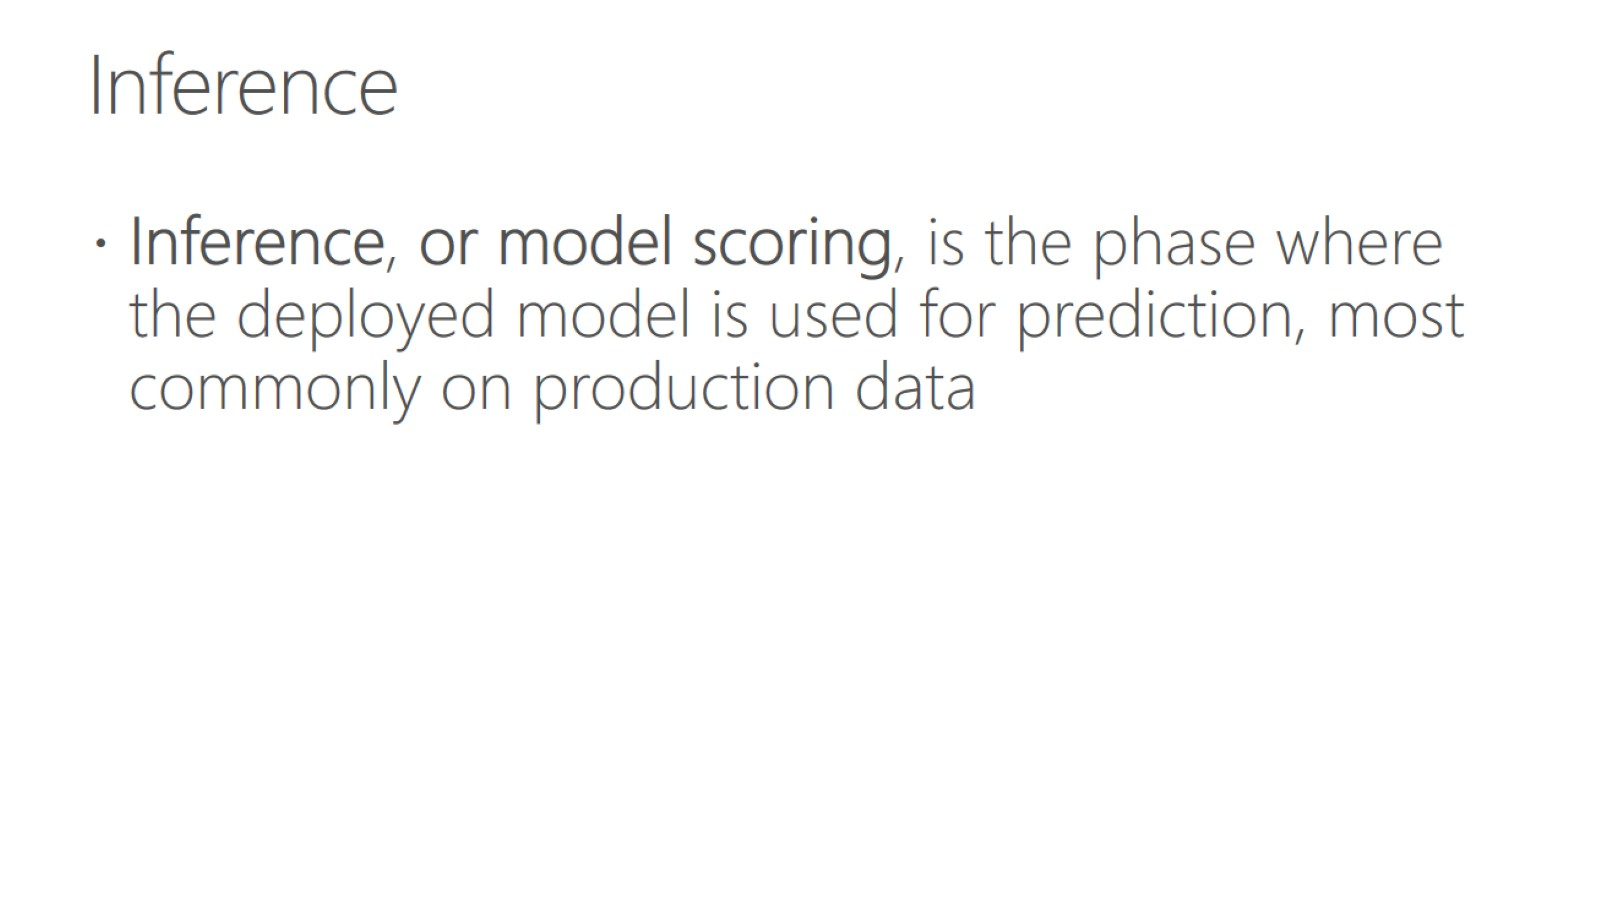 Inference
· Inference, or model scoring, is the phase where
the deployed model is used for prediction, most
commonly on production data